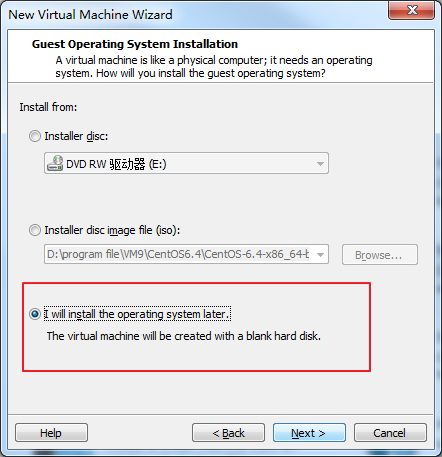 New Virtual Machine Wizard
Guest Operating System Installation
A virtual machine is like a physical computer; it needs an operating
system. How will you install the guest operating system?
Install from:
Installer disc:
DVD RW 驱动器 (E:)
Installer disc image file (iso):
D:\program file\VM9\CentOS6.4\CentOS-6.4-x86_64-b
Browse...
I will install the operating system later.
The virtual machine will be created with a blank hard disk.
Help
< Back
Next >
Cancel